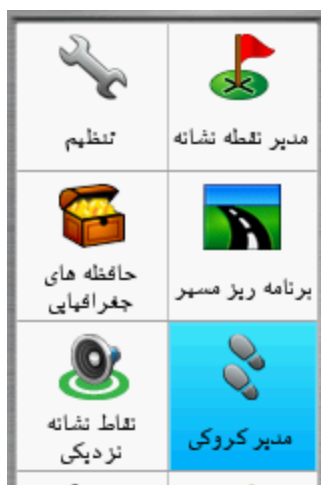 مدیر نقطه نشانه
تنظیم
برنامه ریز مسیر
حافظه های
جغرافیایی
مدیر کروکی
نقاط نشانه
نزدیکی